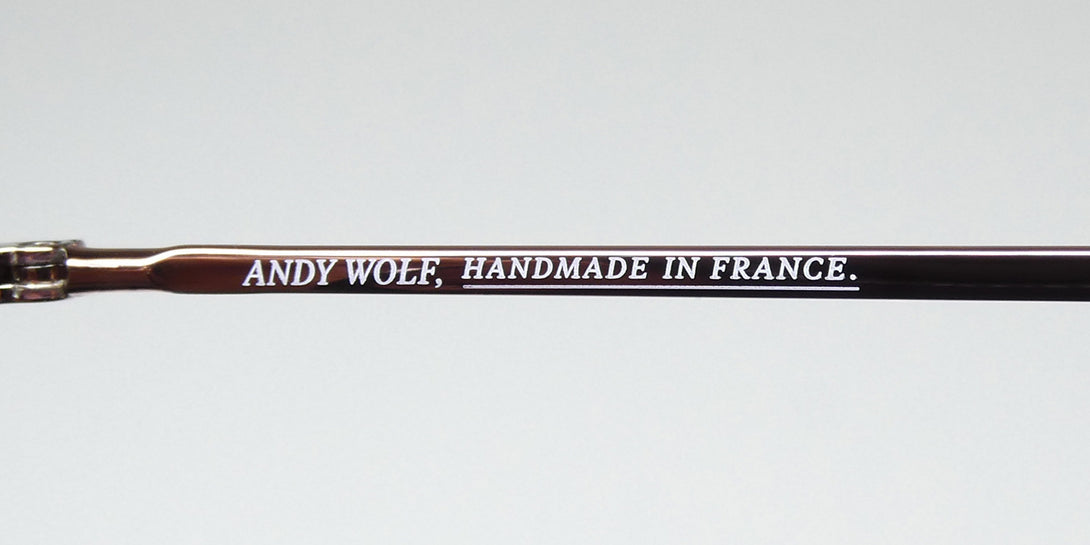 ANDY WOLF, HANDMADE IN FRANCE.